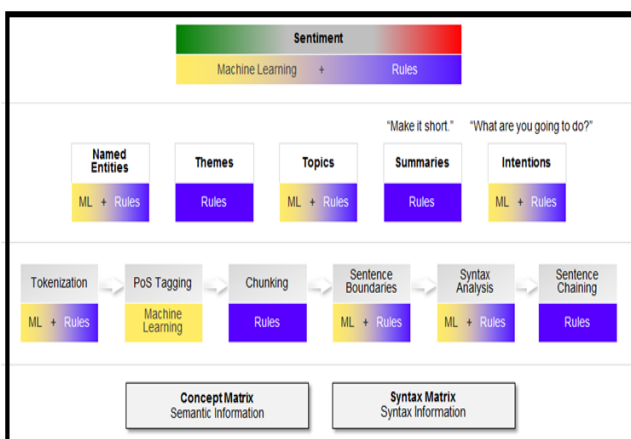 Sentiment
Machine Learning + Rules
“Make it short.” “What are you going to do?”
Named Entities Themes Topics Summaries Intentions
ML + Rules Rules ML + Rules Rules ML + Rules
Tokenization PoS Tagging Chunking Sentence Boundaries Syntax Analysis Sentence Chaining
ML + Rules Machine Learning Rules ML + Rules ML + Rules Rules
Concept Matrix Syntax Matrix
Semantic Information Syntax Information